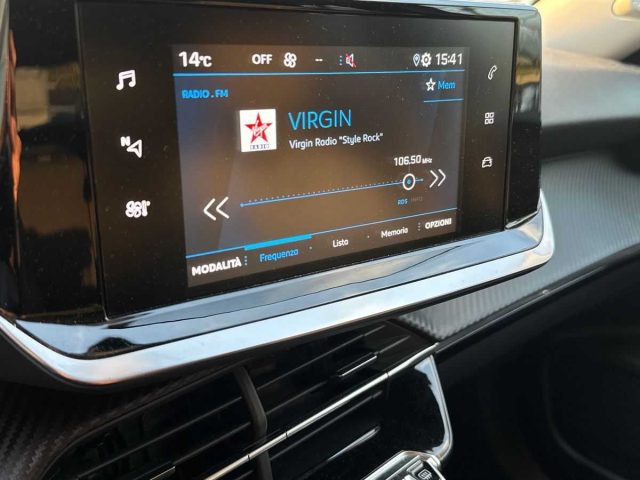 14°C OFF -- 15:41
RADIO . FM
Mem
VIRGIN
RADIO
Virgin Radio "Style Rock"
106.50 MHz
RDS
MODALITÀ Frequenza Lista Memoria OPZIONI
N